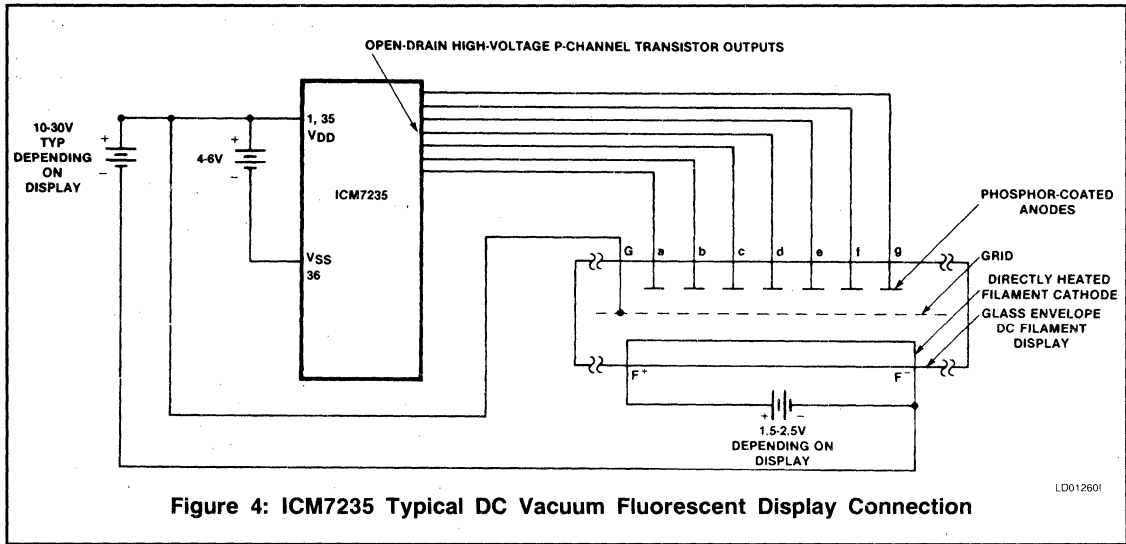 OPEN-DRAIN HIGH-VOLTAGE P-CHANNEL TRANSISTOR OUTPUTS
10-30V
TYP
DEPENDING
ON
DISPLAY
+
−
4-6V
+
−
1, 35
VDD
ICM7235
VSS
36
G a b c d e f g
PHOSPHOR-COATED
ANODES
GRID
DIRECTLY HEATED
FILAMENT CATHODE
GLASS ENVELOPE
DC FILAMENT
DISPLAY
F+
F−
+ −
1.5-2.5V
DEPENDING ON
DISPLAY
LD01260I
Figure 4: ICM7235 Typical DC Vacuum Fluorescent Display Connection